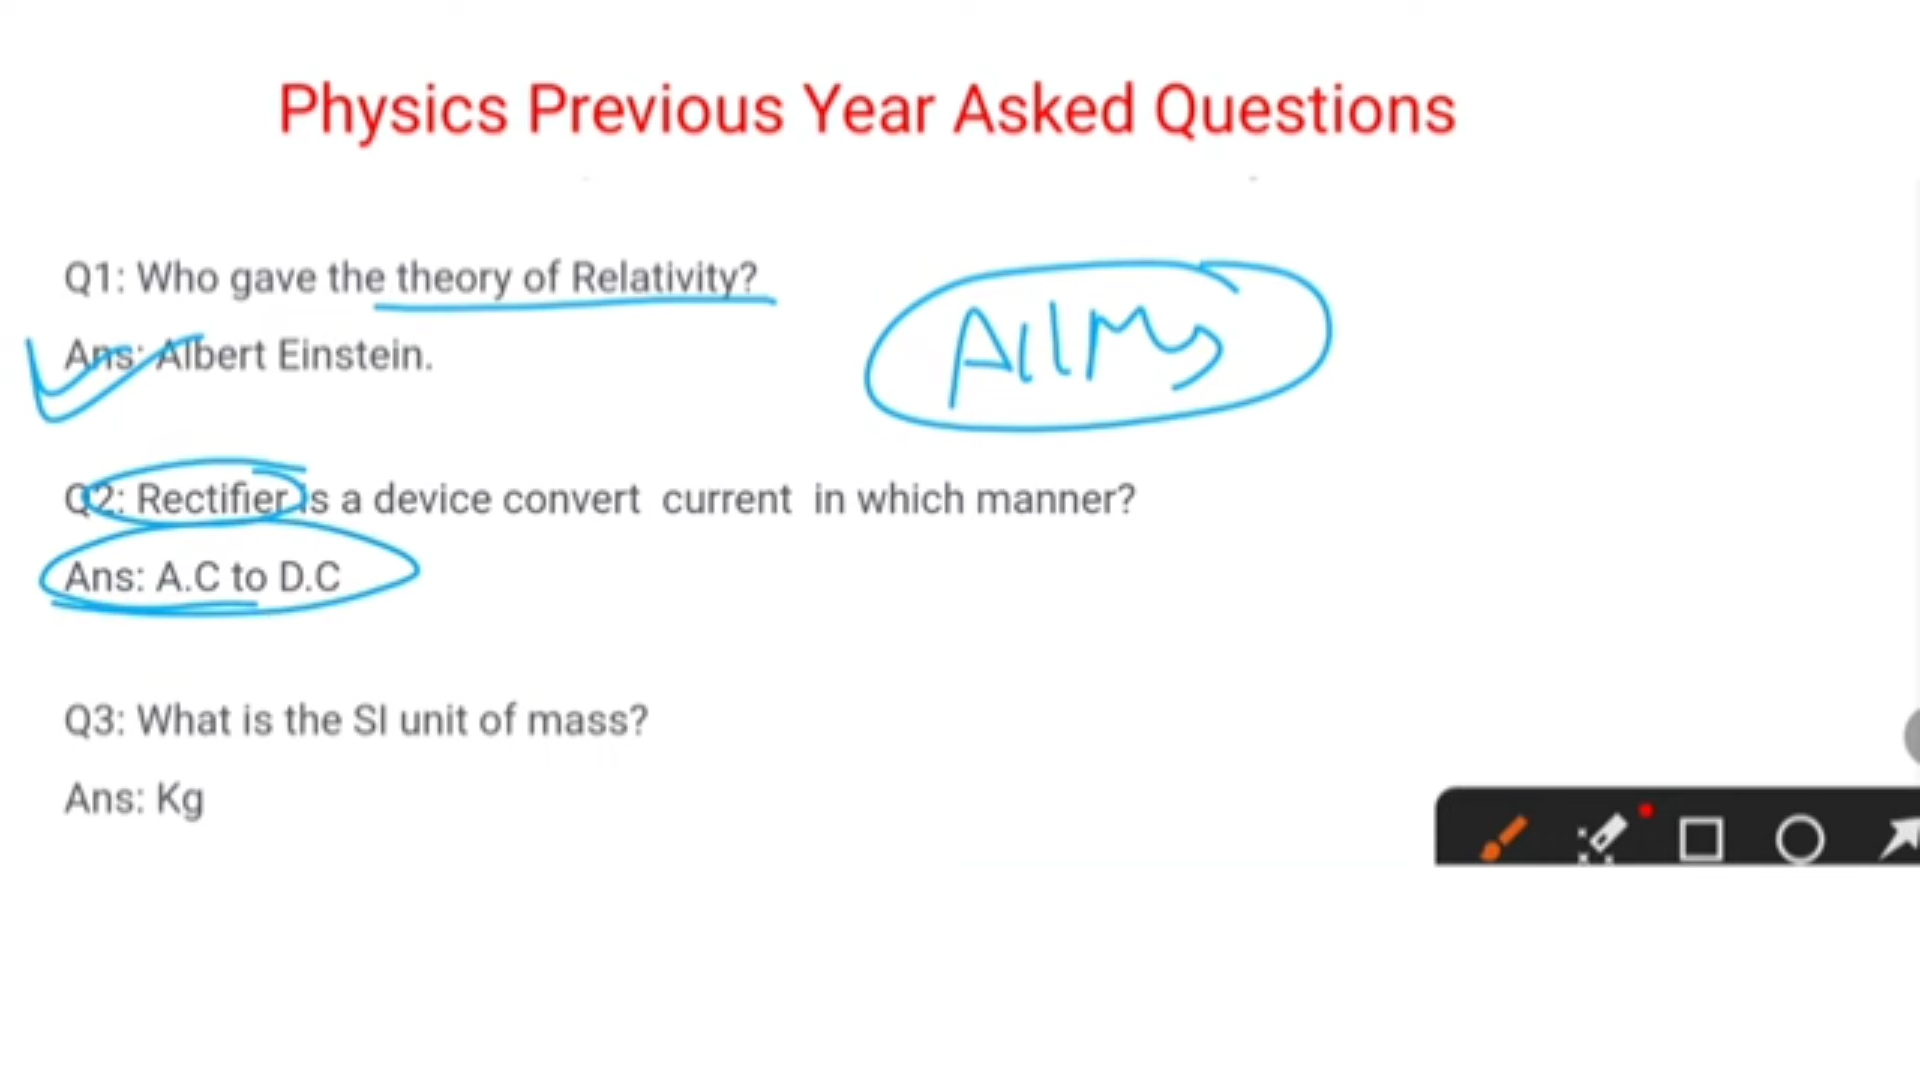 Physics Previous Year Asked Questions
Q1: Who gave the theory of Relativity?
Ans: Albert Einstein.
AIIMs
Q2: Rectifier is a device convert current in which manner?
Ans: A.C to D.C
Q3: What is the SI unit of mass?
Ans: Kg